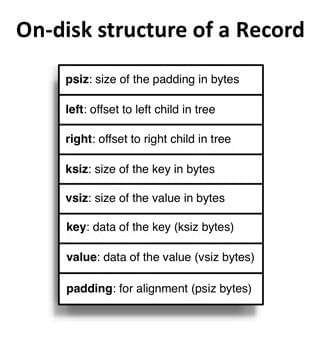 On-disk structure of a Record
psiz: size of the padding in bytes
left: offset to left child in tree
right: offset to right child in tree
ksiz: size of the key in bytes
vsiz: size of the value in bytes
key: data of the key (ksiz bytes)
value: data of the value (vsiz bytes)
padding: for alignment (psiz bytes)